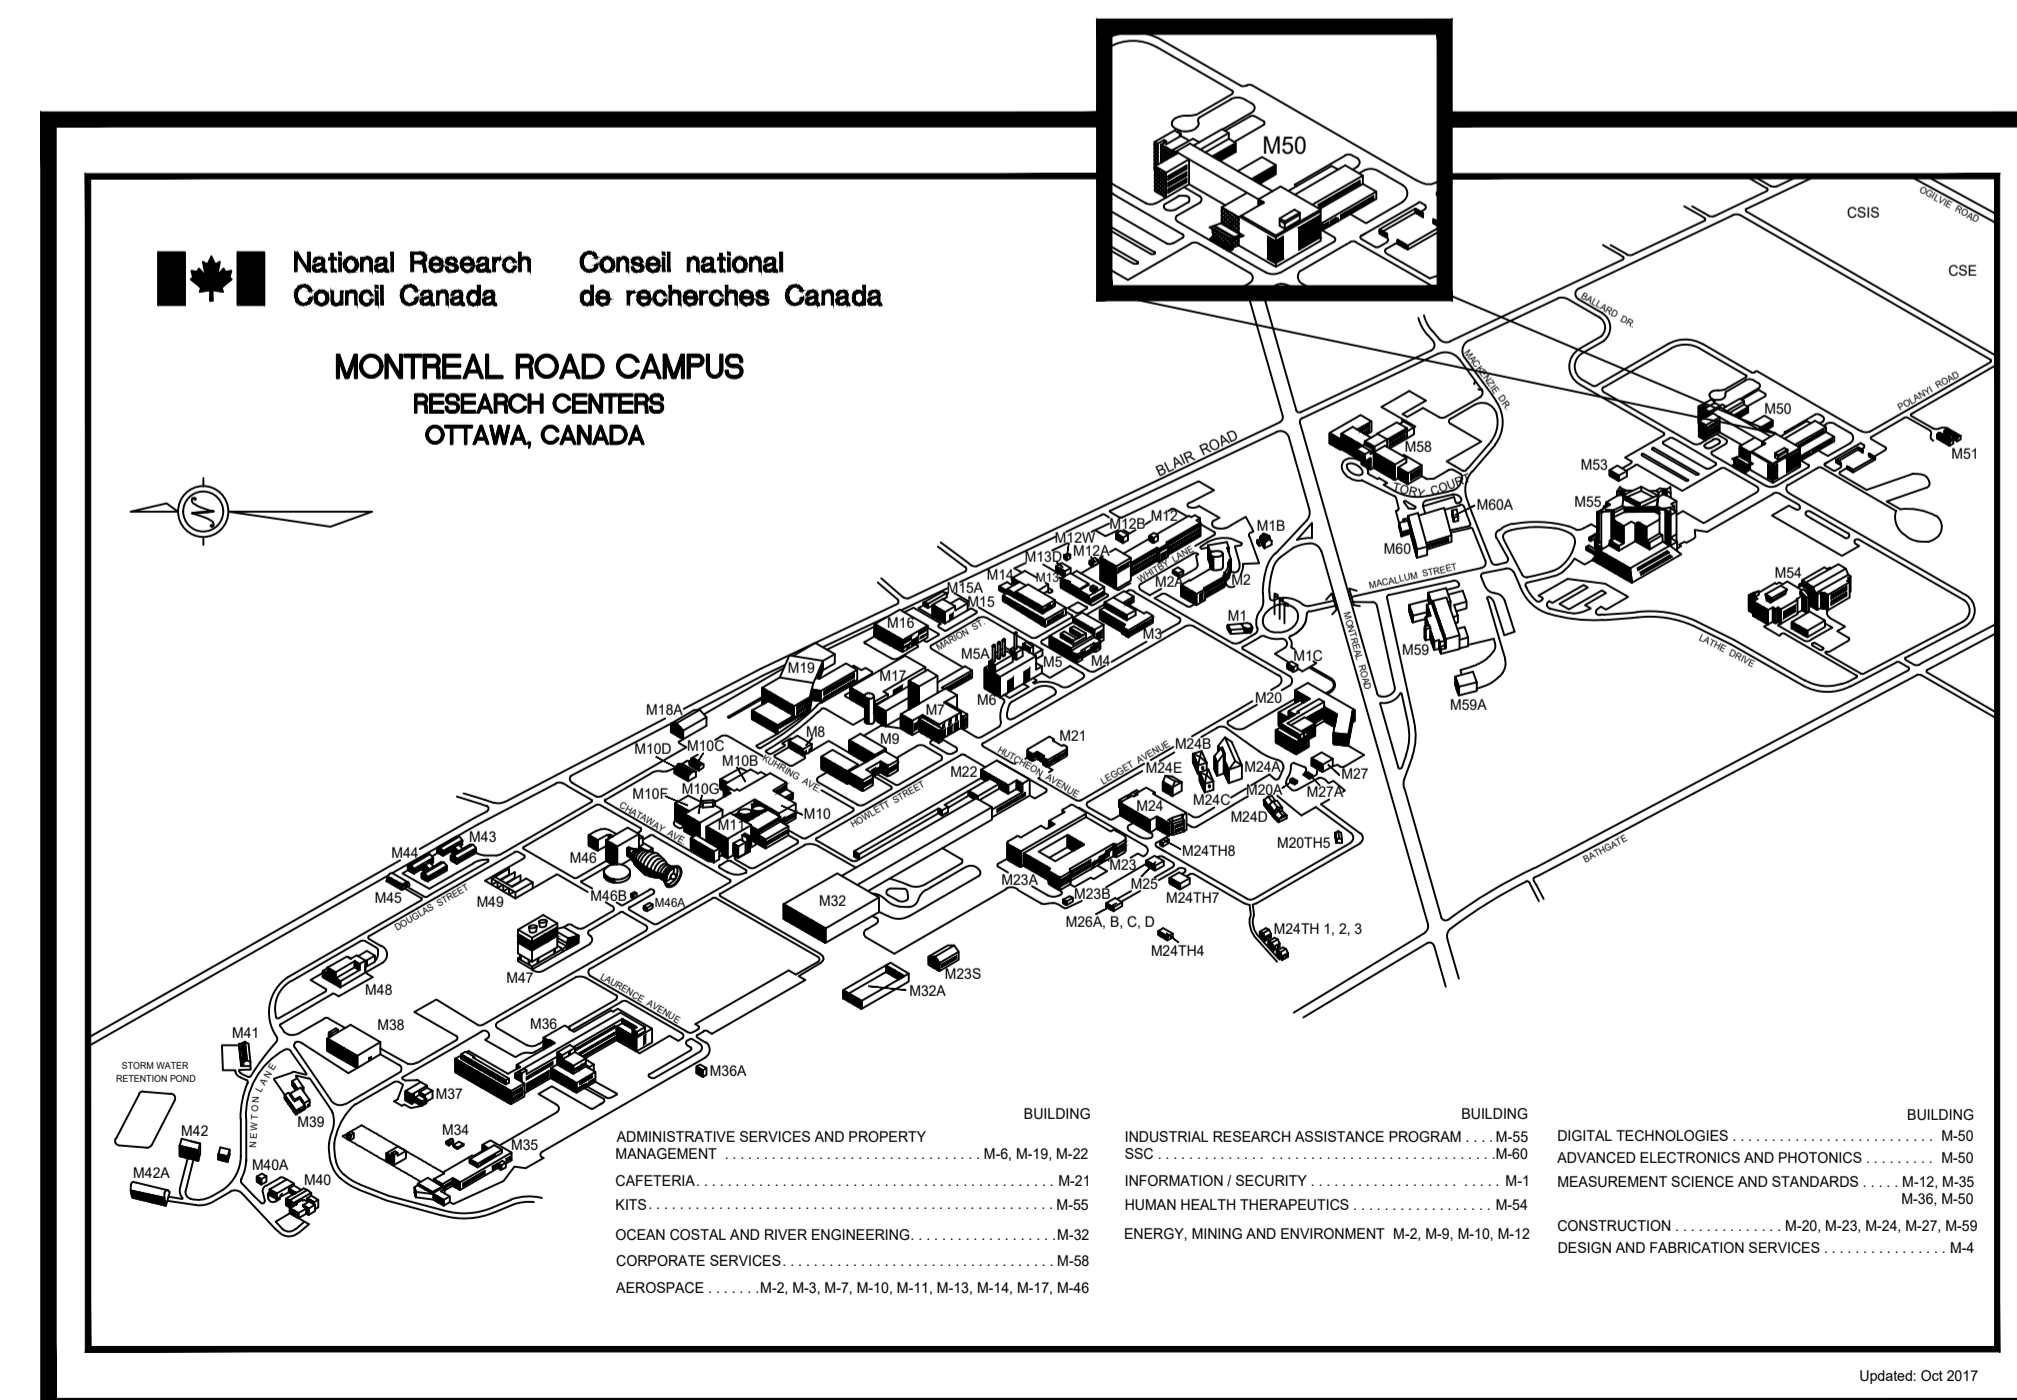 M50
National Research
Council Canada
Conseil national
de recherches Canada
MONTREAL ROAD CAMPUS
RESEARCH CENTERS
OTTAWA, CANADA
N
OGILVIE ROAD
CSIS
CSE
BALLARD DR.
MACKENZIE DR.
POLANYI ROAD
M50
M51
M53
M55
M58
TORY COURT
M60A
M60
MACALLUM STREET
M54
LATHE DRIVE
M59
M59A
MONTREAL ROAD
BLAIR ROAD
M12
M12B
M12W
M12A
M1B
M13D
M13
WHITBY LANE
M2A
M2
M14
M15A
M15
M3
M1
M16
MARION ST.
M5A
M5
M4
M1C
M19
M17
M6
M20
M18A
M7
M8
M9
M21
M10D
M10C
M10B
KUHRING AVE.
M22
HUTCHEON AVENUE
LEGGET AVENUE
M24B
M24E
M24A
M27
M10F
M10G
M10
M11
CHATAWAY AVE.
HOWLETT STREET
M24
M24C
M20A
M27A
M24D
M20TH5
BATHGATE
M43
M44
M45
M46
M49
M46B
M46A
DOUGLAS STREET
M32
M23A
M23
M23B
M25
M24TH8
M24TH7
M26A, B, C, D
M24TH4
M24TH 1, 2, 3
M47
M48
M23S
M32A
LAURENCE AVENUE
M36
M38
M41
M36A
STORM WATER
RETENTION POND
NEWTON LANE
M39
M37
M34
M35
M42
M42A
M40A
M40
BUILDING
ADMINISTRATIVE SERVICES AND PROPERTY
MANAGEMENT . . . . . . . . . . . . . . . . . . . . . . . . . . . . . . . . . M-6, M-19, M-22
CAFETERIA. . . . . . . . . . . . . . . . . . . . . . . . . . . . . . . . . . . . . . . . . . . . . . M-21
KITS. . . . . . . . . . . . . . . . . . . . . . . . . . . . . . . . . . . . . . . . . . . . . . . . . . . . . . . . M-55
OCEAN COSTAL AND RIVER ENGINEERING. . . . . . . . . . . . . . . . . . .M-32
CORPORATE SERVICES. . . . . . . . . . . . . . . . . . . . . . . . . . . . . . . . . . . M-58
AEROSPACE . . . . . . .M-2, M-3, M-7, M-10, M-11, M-13, M-14, M-17, M-46
BUILDING
INDUSTRIAL RESEARCH ASSISTANCE PROGRAM . . . . M-55
SSC . . . . . . . . . . . . . . . . . . . . . . . . . . . . . . . . . . . . . . . . . . .M-60
INFORMATION / SECURITY . . . . . . . . . . . . . . . . . . . . . . . . M-1
HUMAN HEALTH THERAPEUTICS . . . . . . . . . . . . . . . . . . M-54
ENERGY, MINING AND ENVIRONMENT M-2, M-9, M-10, M-12
BUILDING
DIGITAL TECHNOLOGIES . . . . . . . . . . . . . . . . . . . . . . . . . . M-50
ADVANCED ELECTRONICS AND PHOTONICS . . . . . . . . . M-50
MEASUREMENT SCIENCE AND STANDARDS . . . . . M-12, M-35
M-36, M-50
CONSTRUCTION . . . . . . . . . . . . . . M-20, M-23, M-24, M-27, M-59
DESIGN AND FABRICATION SERVICES . . . . . . . . . . . . . . . . M-4
Updated: Oct 2017